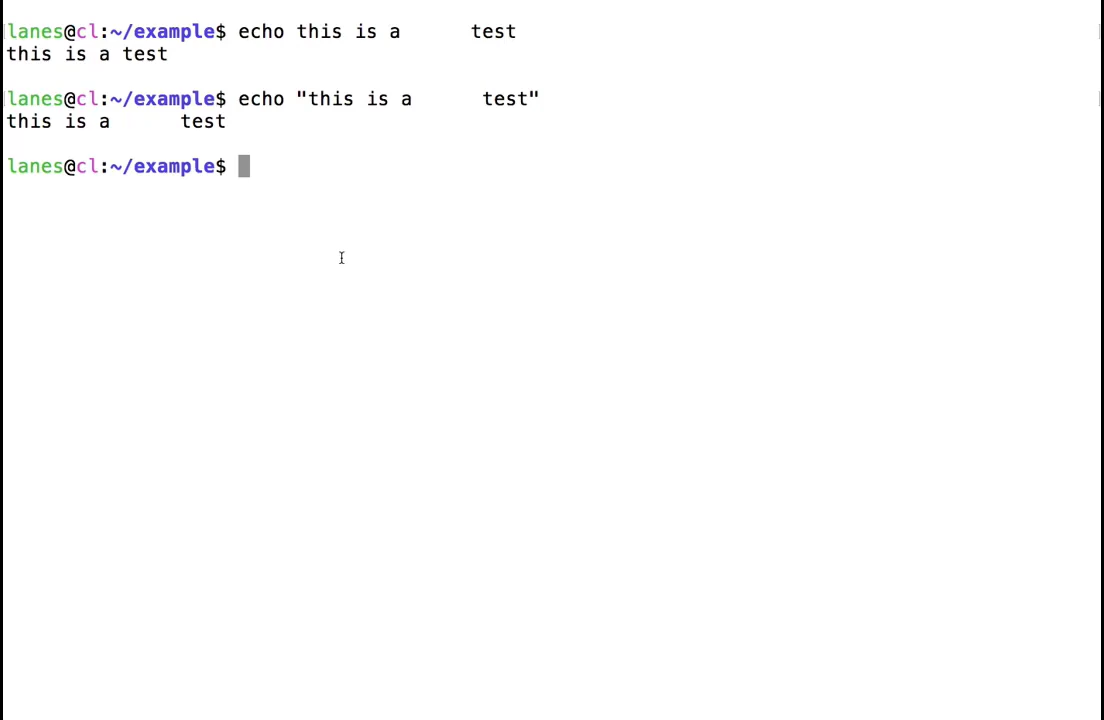 lanes@cl:~/example$ echo this is a      test
this is a test
lanes@cl:~/example$ echo "this is a      test"
this is a      test
lanes@cl:~/example$